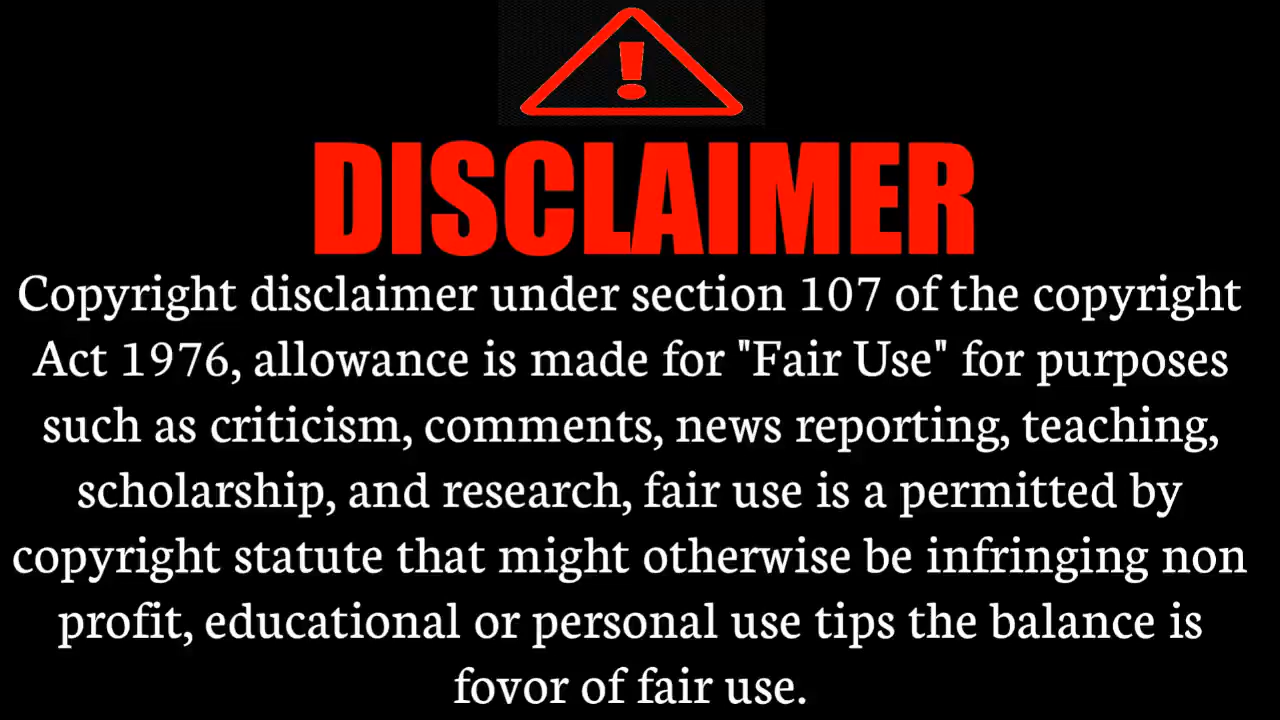 DISCLAIMER
Copyright disclaimer under section 107 of the copyright
Act 1976, allowance is made for "Fair Use" for purposes
such as criticism, comments, news reporting, teaching,
scholarship, and research, fair use is a permitted by
copyright statute that might otherwise be infringing non
profit, educational or personal use tips the balance is
fovor of fair use.